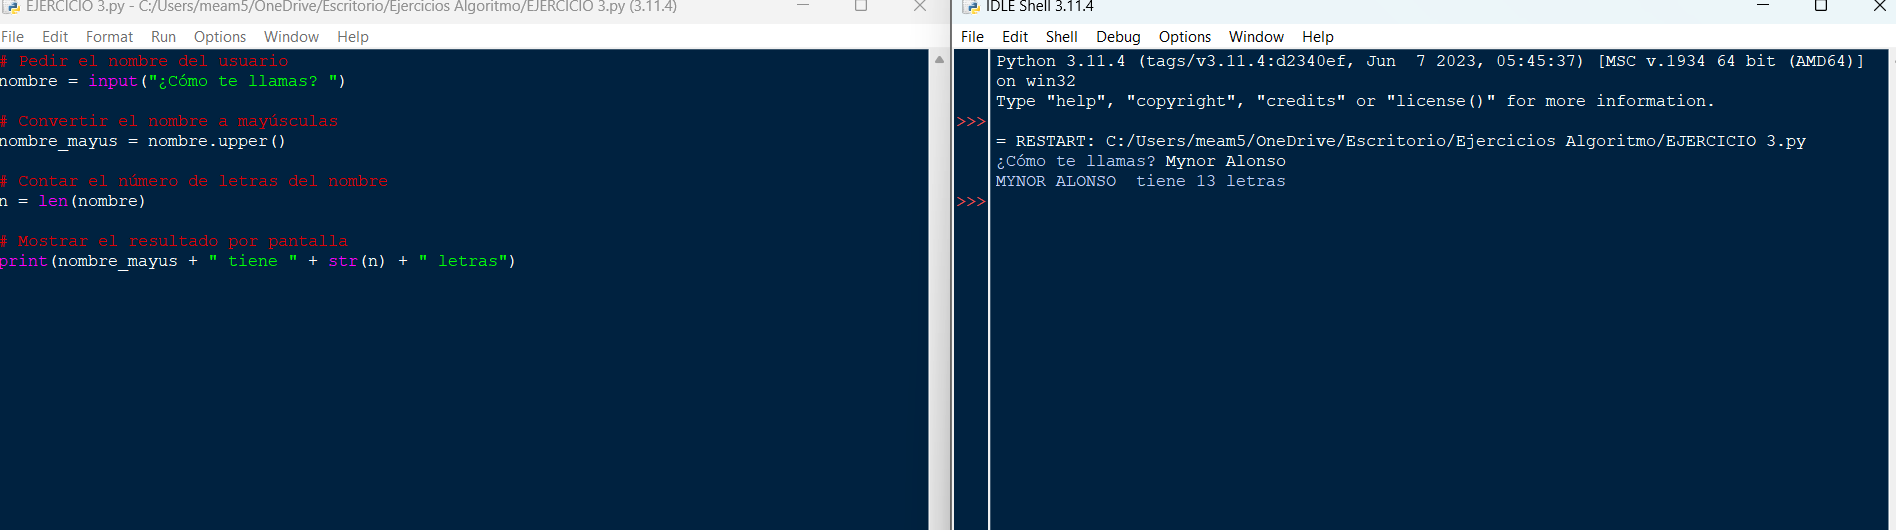 EJERCICIO 3.py - C:/Users/meam5/OneDrive/Escritorio/Ejercicios Algoritmo/EJERCICIO 3.py (3.11.4)
File Edit Format Run Options Window Help
# Pedir el nombre del usuario
nombre = input("¿Cómo te llamas? ")
# Convertir el nombre a mayúsculas
nombre_mayus = nombre.upper()
# Contar el número de letras del nombre
n = len(nombre)
# Mostrar el resultado por pantalla
print(nombre_mayus + " tiene " + str(n) + " letras")
IDLE Shell 3.11.4
File Edit Shell Debug Options Window Help
Python 3.11.4 (tags/v3.11.4:d2340ef, Jun  7 2023, 05:45:37) [MSC v.1934 64 bit (AMD64)]
on win32
Type "help", "copyright", "credits" or "license()" for more information.
>>>
= RESTART: C:/Users/meam5/OneDrive/Escritorio/Ejercicios Algoritmo/EJERCICIO 3.py
¿Cómo te llamas? Mynor Alonso
MYNOR ALONSO  tiene 13 letras
>>>